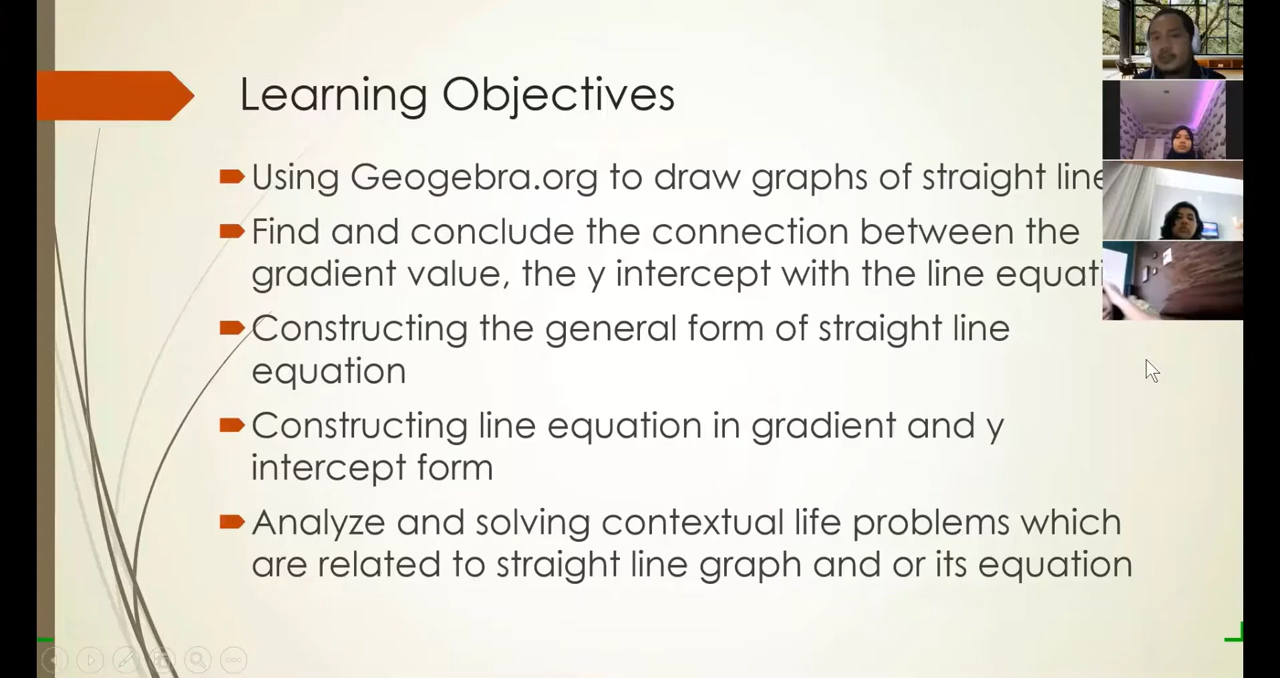 Learning Objectives
Using Geogebra.org to draw graphs of straight line
Find and conclude the connection between the
gradient value, the y intercept with the line equati
Constructing the general form of straight line
equation
Constructing line equation in gradient and y
intercept form
Analyze and solving contextual life problems which
are related to straight line graph and or its equation